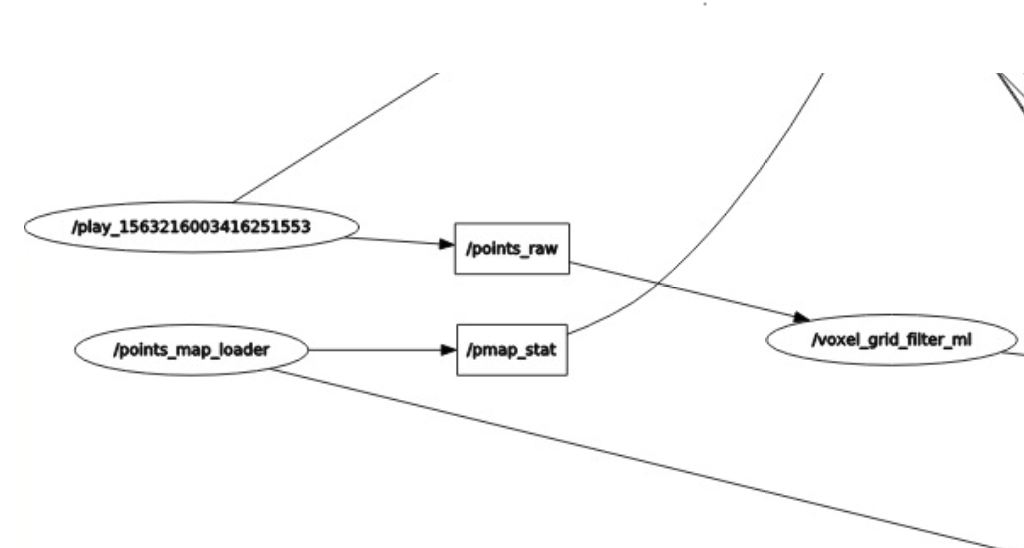 /play_1563216003416251553
/points_raw
/points_map_loader
/pmap_stat
/voxel_grid_filter_ml